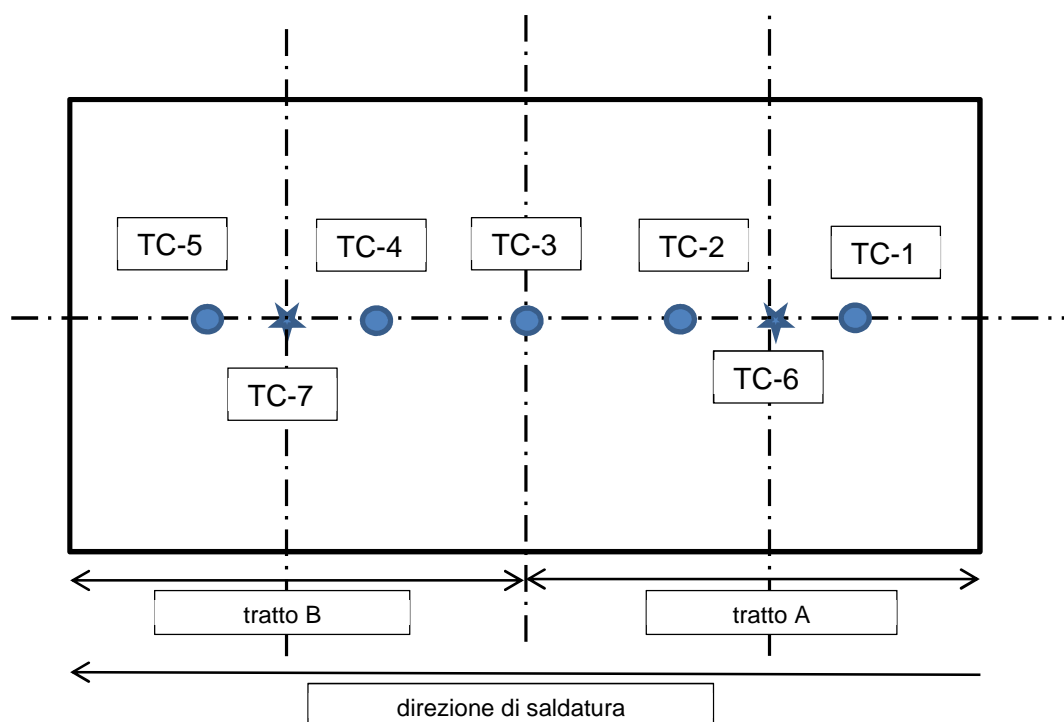 TC-5
TC-4
TC-3
TC-2
TC-1
TC-7
TC-6
tratto B
tratto A
direzione di saldatura